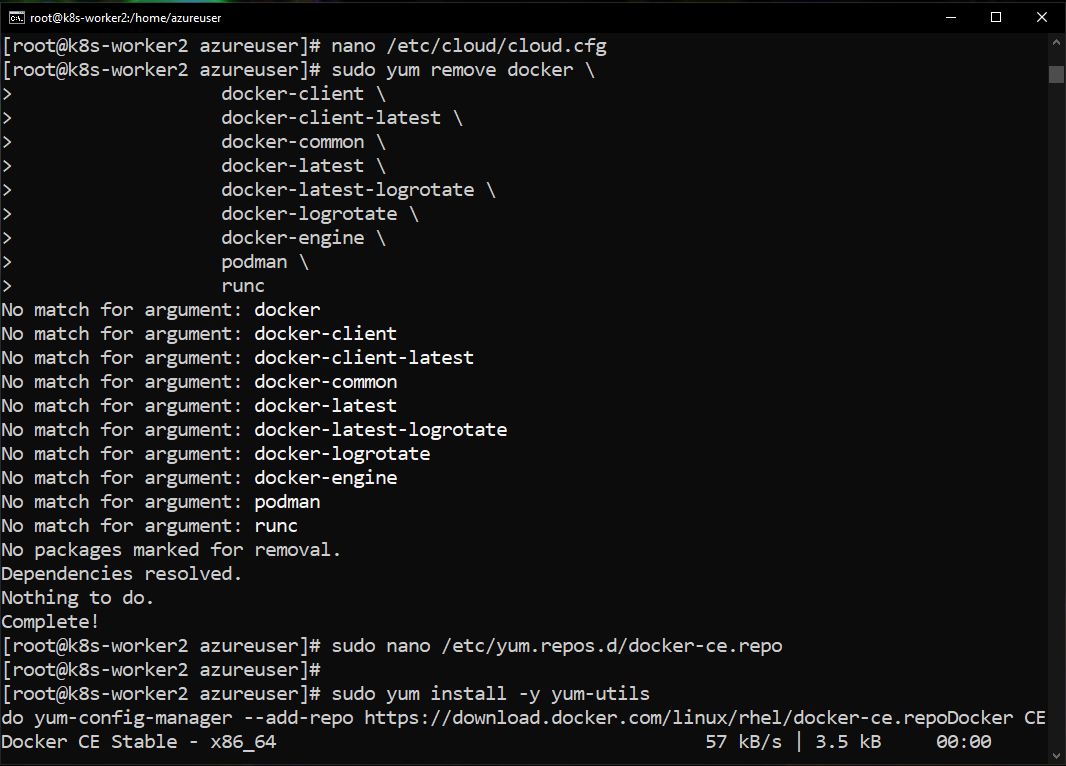 root@k8s-worker2:/home/azureuser
[root@k8s-worker2 azureuser]# nano /etc/cloud/cloud.cfg
[root@k8s-worker2 azureuser]# sudo yum remove docker \
>                   docker-client \
>                   docker-client-latest \
>                   docker-common \
>                   docker-latest \
>                   docker-latest-logrotate \
>                   docker-logrotate \
>                   docker-engine \
>                   podman \
>                   runc
No match for argument: docker
No match for argument: docker-client
No match for argument: docker-client-latest
No match for argument: docker-common
No match for argument: docker-latest
No match for argument: docker-latest-logrotate
No match for argument: docker-logrotate
No match for argument: docker-engine
No match for argument: podman
No match for argument: runc
No packages marked for removal.
Dependencies resolved.
Nothing to do.
Complete!
[root@k8s-worker2 azureuser]# sudo nano /etc/yum.repos.d/docker-ce.repo
[root@k8s-worker2 azureuser]#
[root@k8s-worker2 azureuser]# sudo yum install -y yum-utils
do yum-config-manager --add-repo https://download.docker.com/linux/rhel/docker-ce.repoDocker CE
Docker CE Stable - x86_64                                       57 kB/s | 3.5 kB     00:00